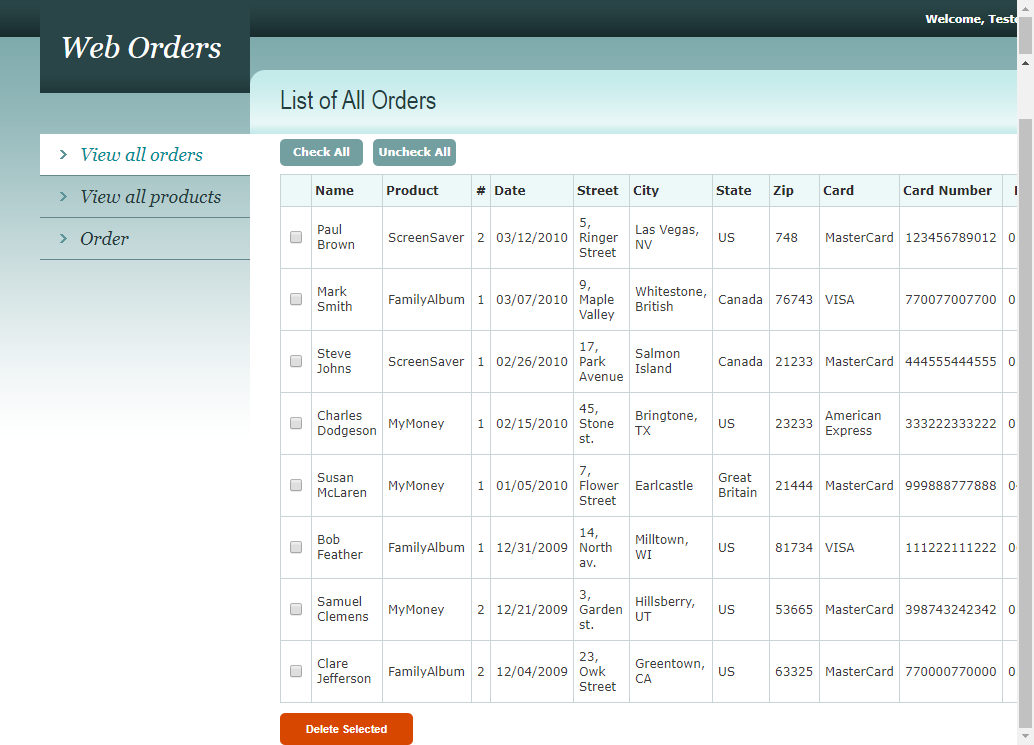 Welcome, Teste
Web Orders
List of All Orders
View all orders
View all products
Order
Check All Uncheck All
Name Product # Date Street City State Zip Card Card Number
Paul Brown ScreenSaver 2 03/12/2010 5, Ringer Street Las Vegas, NV US 748 MasterCard 123456789012 0
Mark Smith FamilyAlbum 1 03/07/2010 9, Maple Valley Whitestone, British Canada 76743 VISA 770077007700 0
Steve Johns ScreenSaver 1 02/26/2010 17, Park Avenue Salmon Island Canada 21233 MasterCard 444555444555 0
Charles Dodgeson MyMoney 1 02/15/2010 45, Stone st. Bringtone, TX US 23233 American Express 333222333222 0
Susan McLaren MyMoney 1 01/05/2010 7, Flower Street Earlcastle Great Britain 21444 MasterCard 999888777888 0
Bob Feather FamilyAlbum 1 12/31/2009 14, North av. Milltown, WI US 81734 VISA 111222111222 0
Samuel Clemens MyMoney 2 12/21/2009 3, Garden st. Hillsberry, UT US 53665 MasterCard 398743242342 0
Clare Jefferson FamilyAlbum 2 12/04/2009 23, Owk Street Greentown, CA US 63325 MasterCard 770000770000 0
Delete Selected